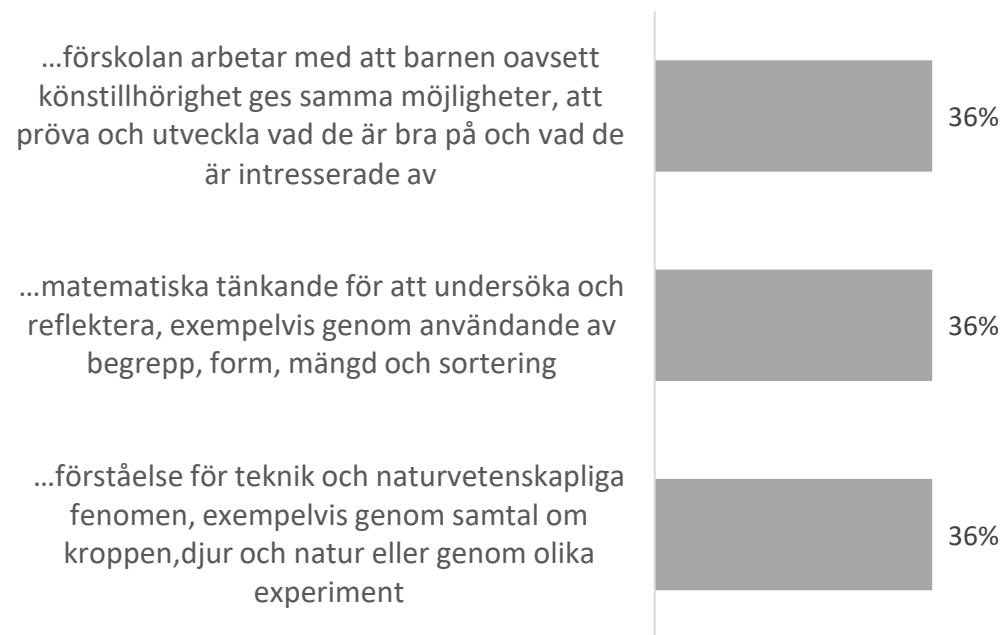 ...förskolan arbetar med att barnen oavsett
könstillhörighet ges samma möjligheter, att
pröva och utveckla vad de är bra på och vad de
är intresserade av
36%
...matematiska tänkande för att undersöka och
reflektera, exempelvis genom användande av
begrepp, form, mängd och sortering
36%
...förståelse för teknik och naturvetenskapliga
fenomen, exempelvis genom samtal om
kroppen,djur och natur eller genom olika
experiment
36%